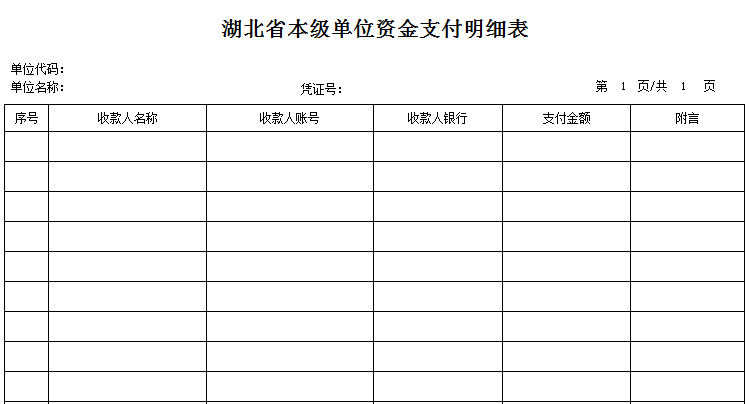 湖北省本级单位资金支付明细表
单位代码：
单位名称： 凭证号： 第 1 页/共 1 页
序号 收款人名称 收款人账号 收款人银行 支付金额 附言